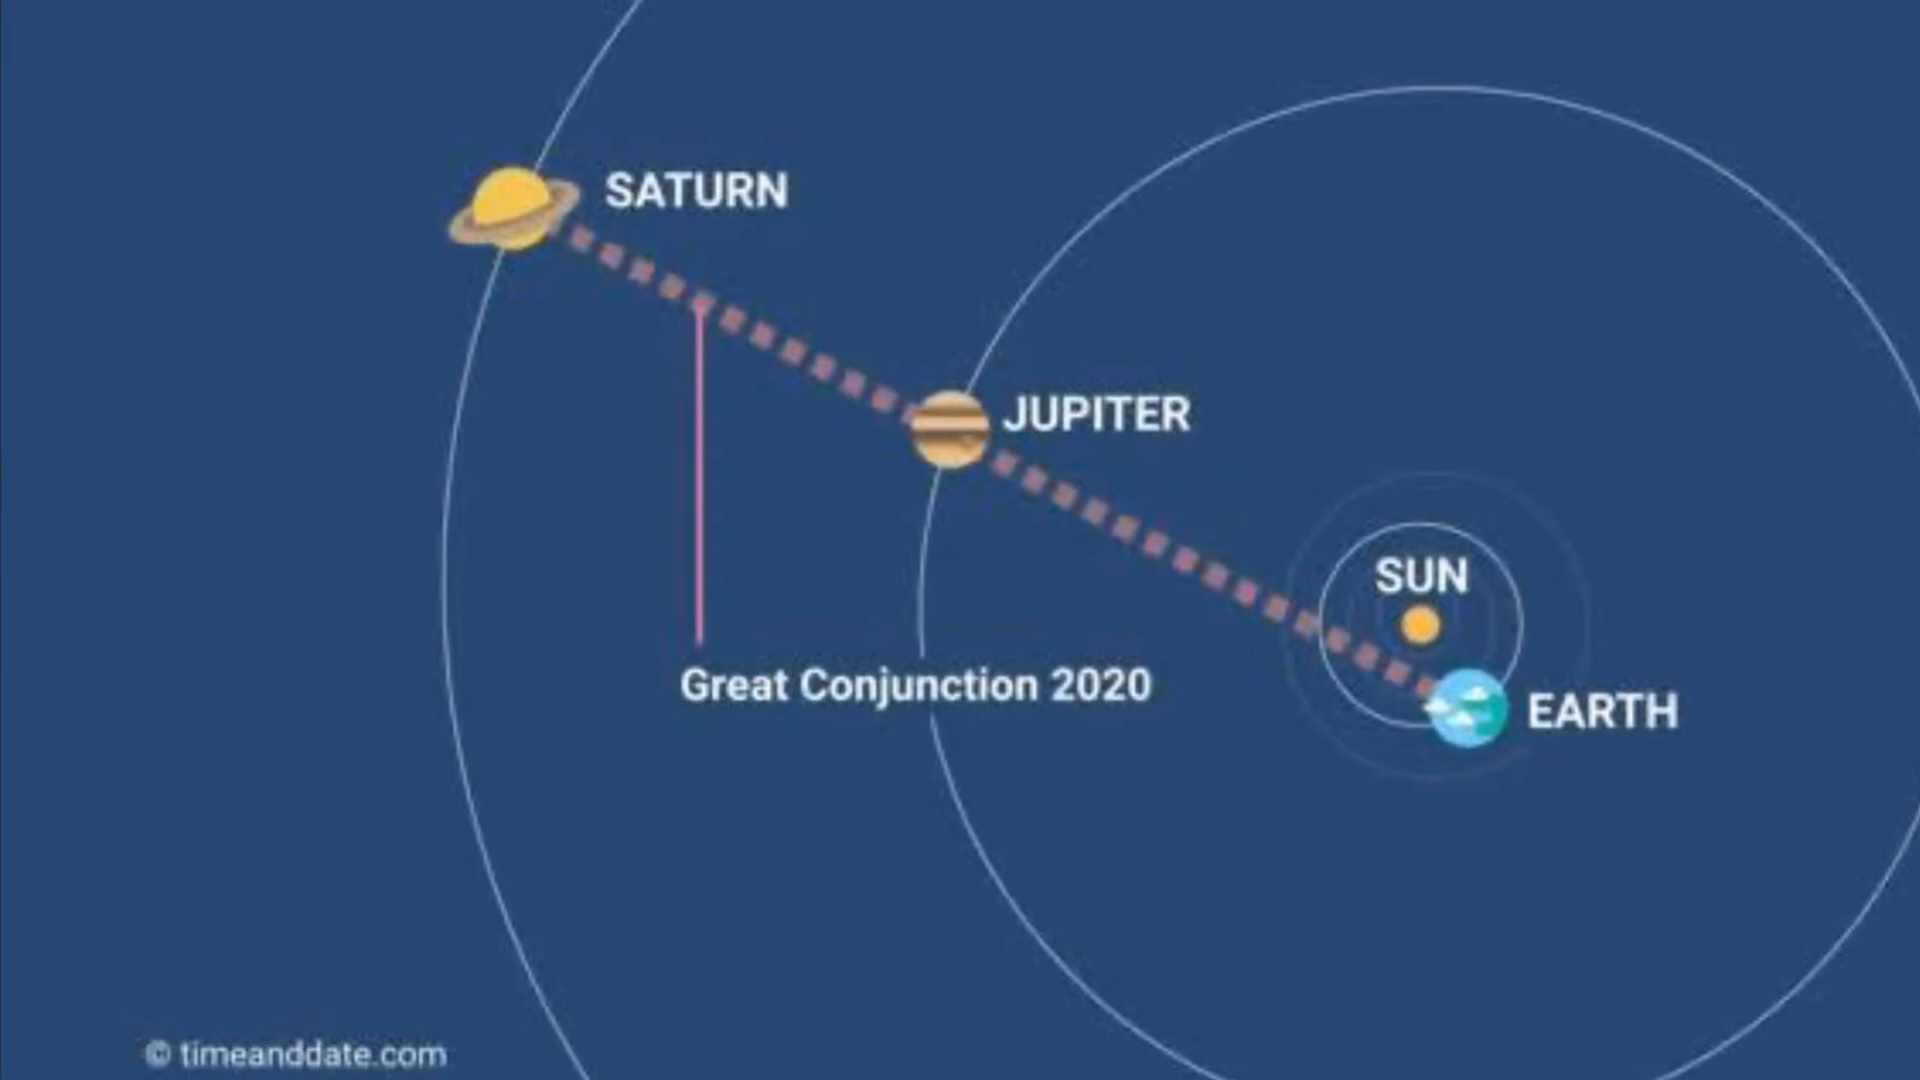 SATURN
JUPITER
SUN
Great Conjunction 2020
EARTH
© timeanddate.com